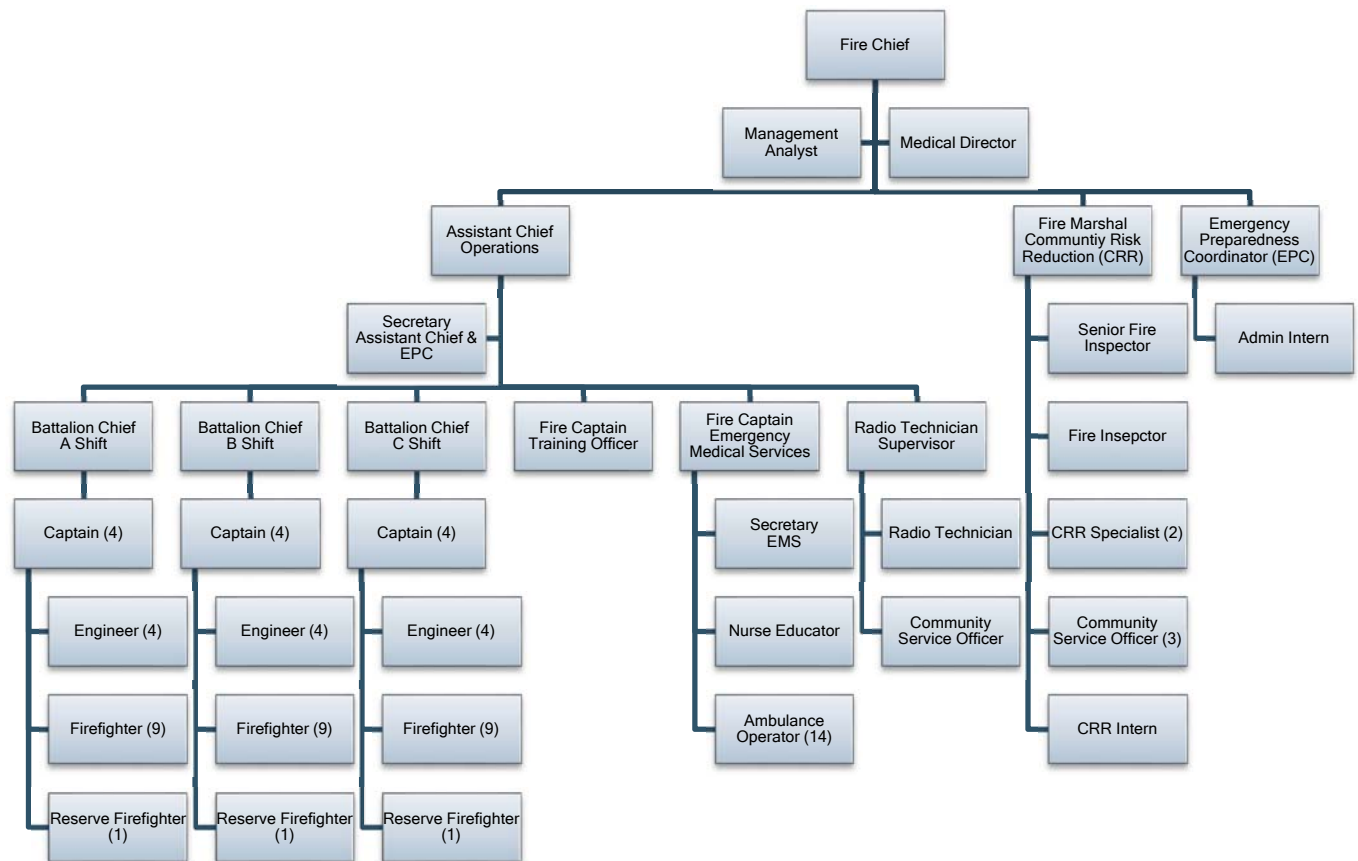 Fire Chief
Management
Analyst
Medical Director
Assistant Chief
Operations
Fire Marshal
Communtiy Risk
Reduction (CRR)
Emergency
Preparedness
Coordinator (EPC)
Secretary
Assistant Chief &
EPC
Senior Fire
Inspector
Admin Intern
Battalion Chief
A Shift
Battalion Chief
B Shift
Battalion Chief
C Shift
Fire Captain
Training Officer
Fire Captain
Emergency
Medical Services
Radio Technician
Supervisor
Fire Insepctor
Captain (4)
Captain (4)
Captain (4)
Secretary
EMS
Radio Technician
CRR Specialist (2)
Engineer (4)
Engineer (4)
Engineer (4)
Nurse Educator
Community
Service Officer
Community
Service Officer (3)
Firefighter (9)
Firefighter (9)
Firefighter (9)
Ambulance
Operator (14)
CRR Intern
Reserve Firefighter
(1)
Reserve Firefighter
(1)
Reserve Firefighter
(1)